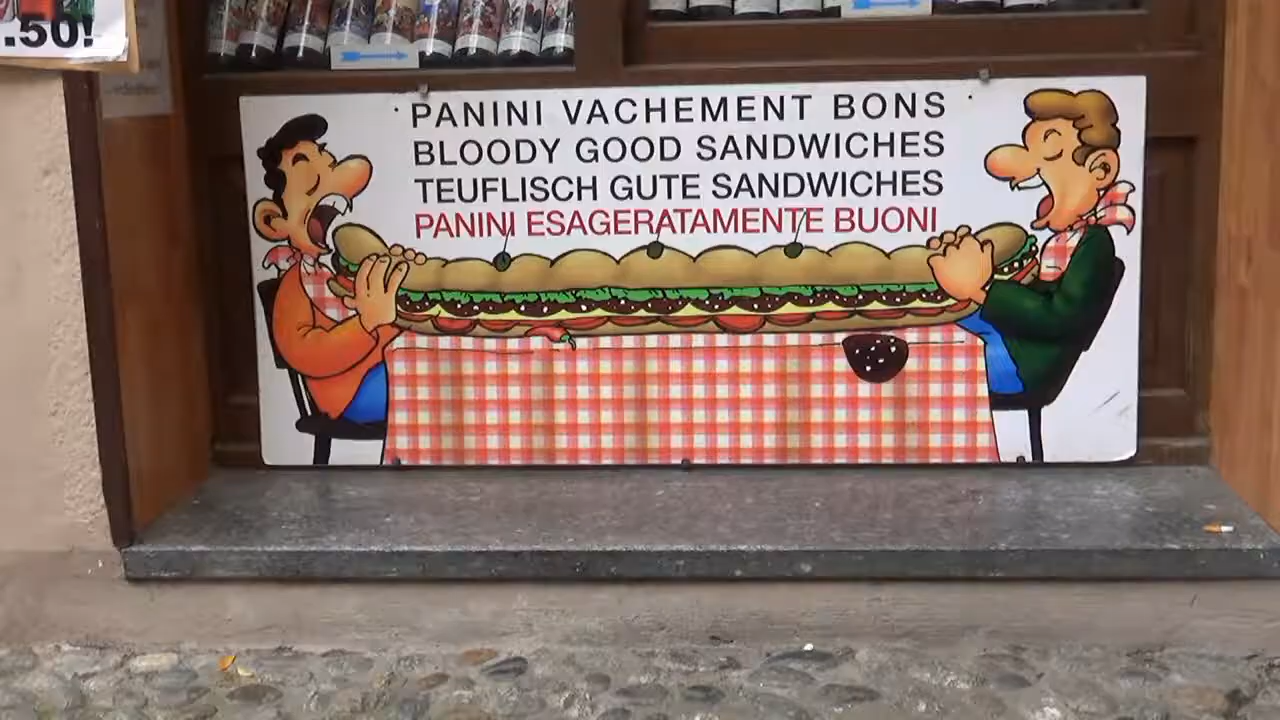 .50!
PANINI VACHEMENT BONS
BLOODY GOOD SANDWICHES
TEUFLISCH GUTE SANDWICHES
PANINI ESAGERATAMENTE BUONI